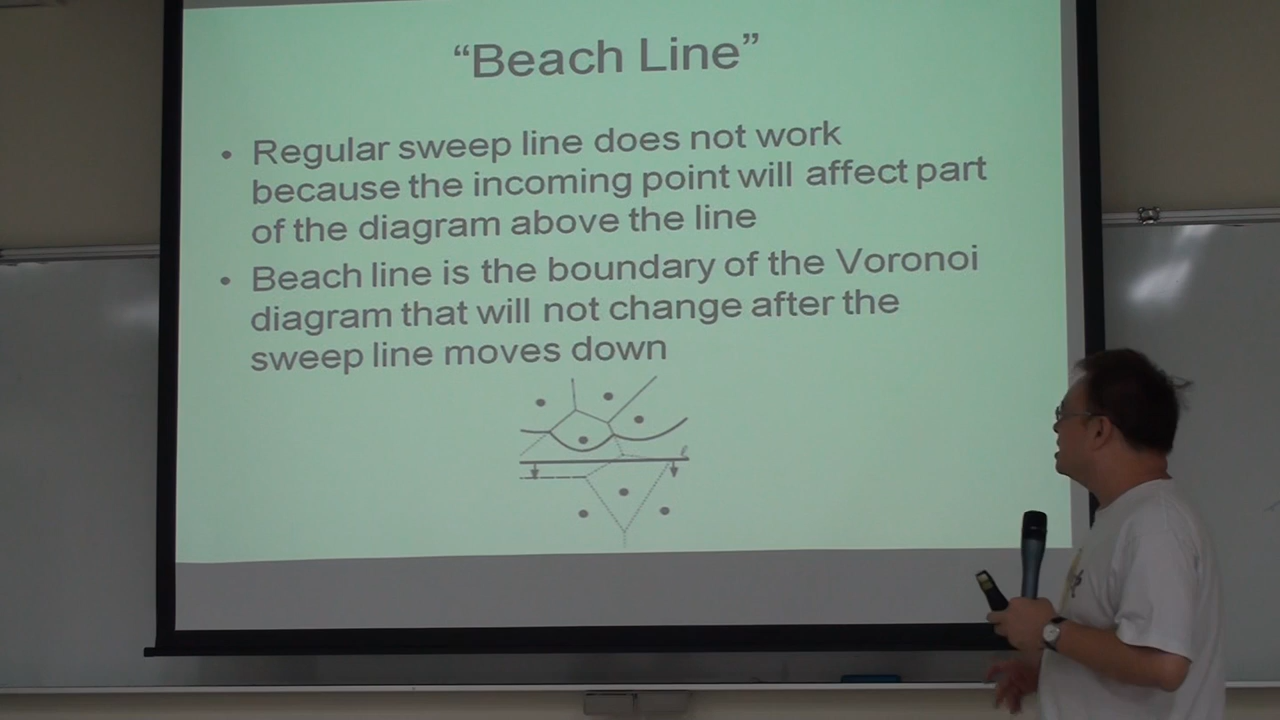 “Beach Line”
• Regular sweep line does not work
because the incoming point will affect part
of the diagram above the line
• Beach line is the boundary of the Voronoi
diagram that will not change after the
sweep line moves down
ℓ